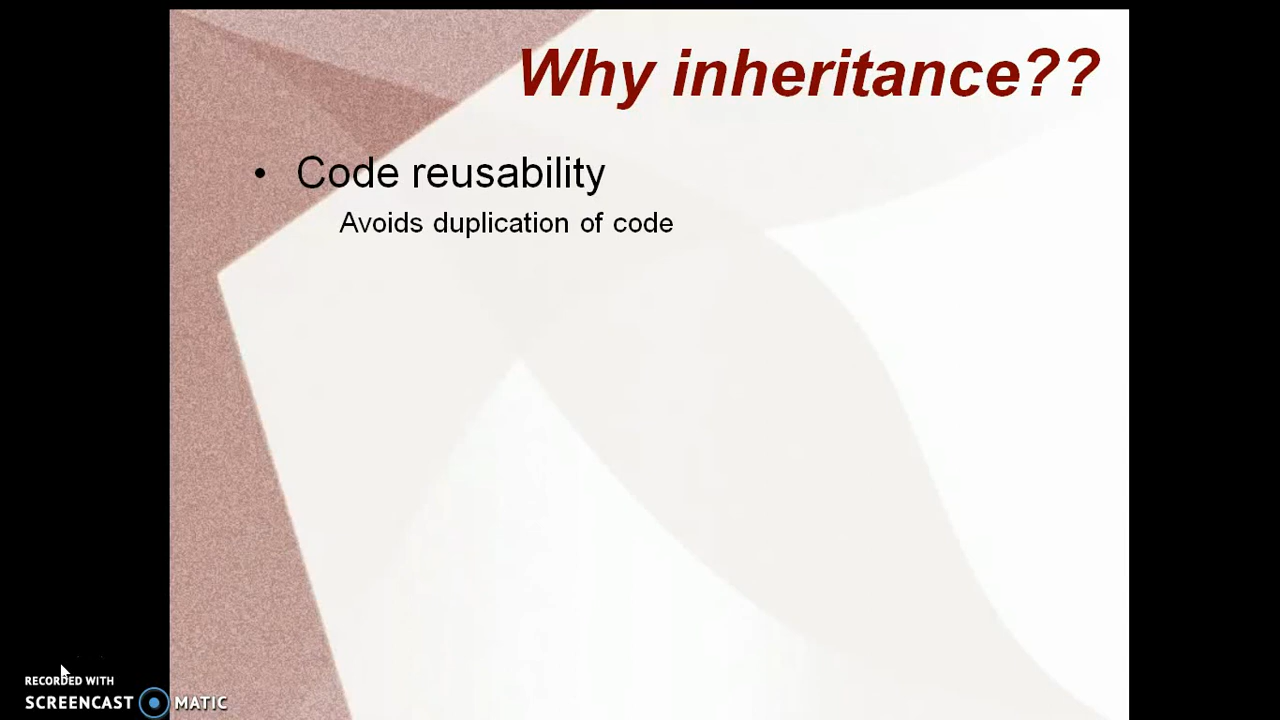 Why inheritance??
• Code reusability
Avoids duplication of code
RECORDED WITH
SCREENCAST MATIC